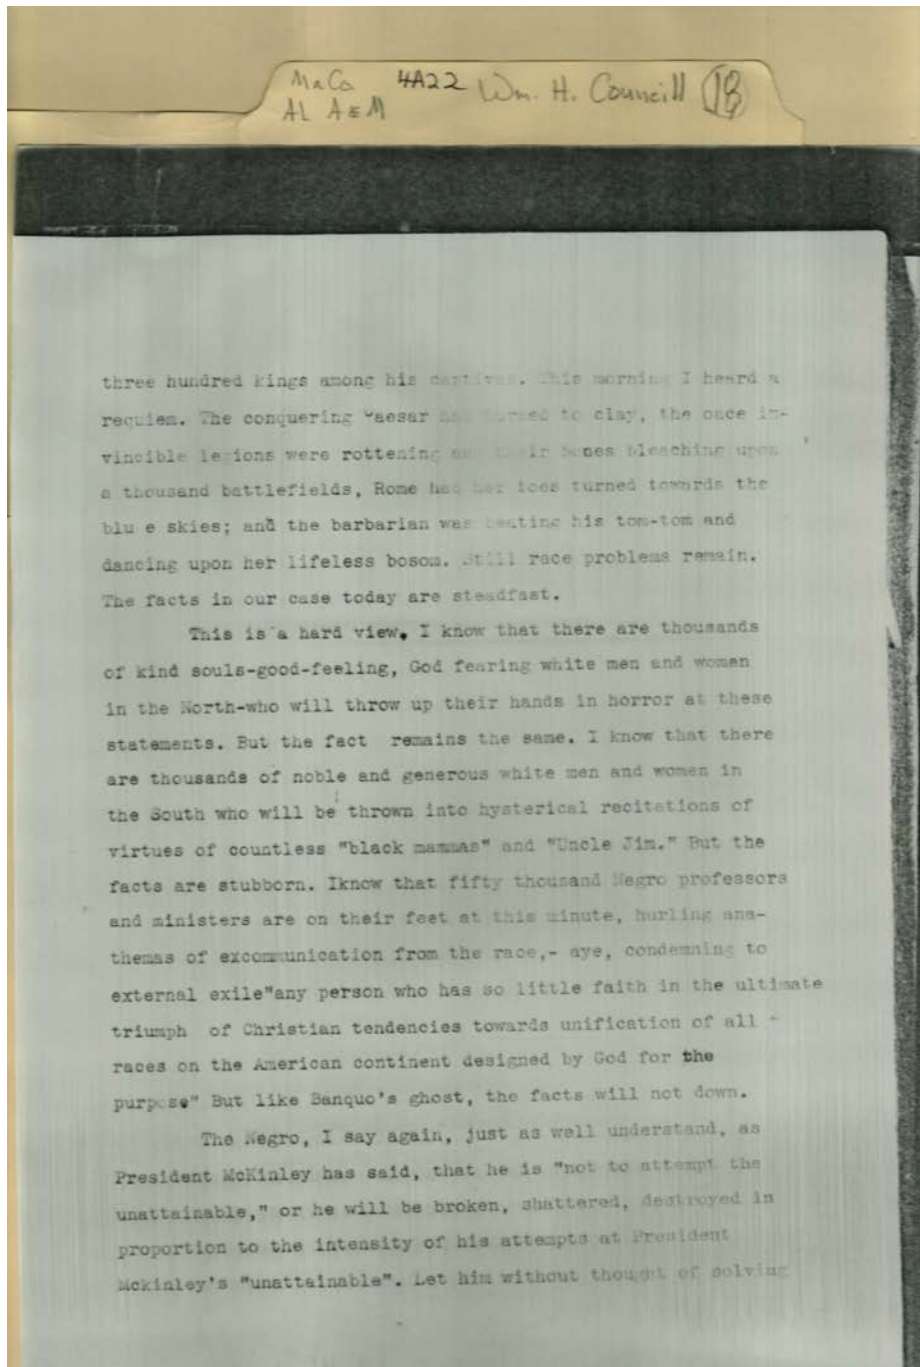 MaCo 4A22 Wm. H. Councill 18
AL A&M
three hundred kings among his captives. This morning I heard a
requiem. The conquering Caesar had turned to clay, the once in-
vincible legions were rottening and their bones bleaching upon
a thousand battlefields, Rome had her toes turned towards the
blu e skies; and the barbarian was beating his tom-tom and
dancing upon her lifeless bosom. Still race problems remain.
The facts in our case today are steadfast.
This is a hard view. I know that there are thousands
of kind souls-good-feeling, God fearing white men and women
in the North-who will throw up their hands in horror at these
statements. But the fact remains the same. I know that there
are thousands of noble and generous white men and women in
the South who will be thrown into hysterical recitations of
virtues of countless "black mammas" and "Uncle Jim." But the
facts are stubborn. Iknow that fifty thousand Negro professors
and ministers are on their feet at this minute, hurling ana-
themas of excommunication from the race,- aye, condemning to
external exile"any person who has so little faith in the ultimate
triumph of Christian tendencies towards unification of all -
races on the American continent designed by God for the
purpose" But like Banquo's ghost, the facts will not down.
The Negro, I say again, just as well understand, as
President McKinley has said, that he is "not to attempt the
unattainable," or he will be broken, shattered, destroyed in
proportion to the intensity of his attempts at President
Mckinley's "unattainable". Let him without thought of solving